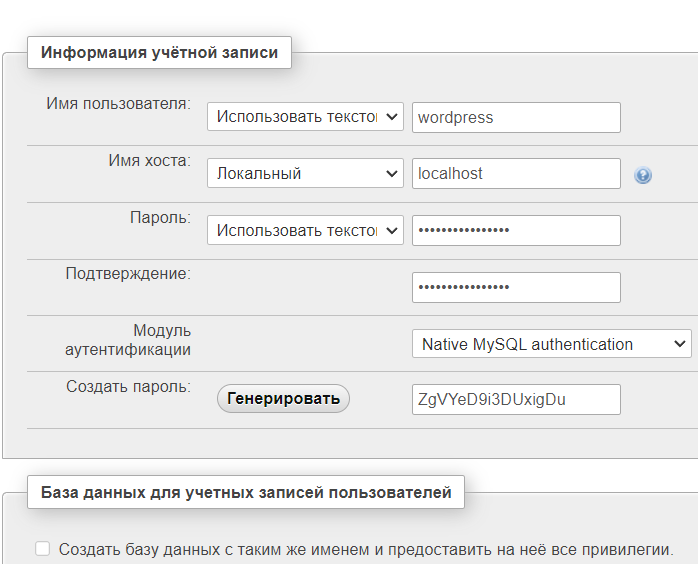 Информация учётной записи
Имя пользователя: Использовать тексто wordpress
Имя хоста: Локальный localhost
Пароль: Использовать тексто ••••••••••••••••
Подтверждение: ••••••••••••••••
Модуль
аутентификации
Native MySQL authentication
Создать пароль: Генерировать ZgVYeD9i3DUxigDu
База данных для учетных записей пользователей
Создать базу данных с таким же именем и предоставить на неё все привилегии.